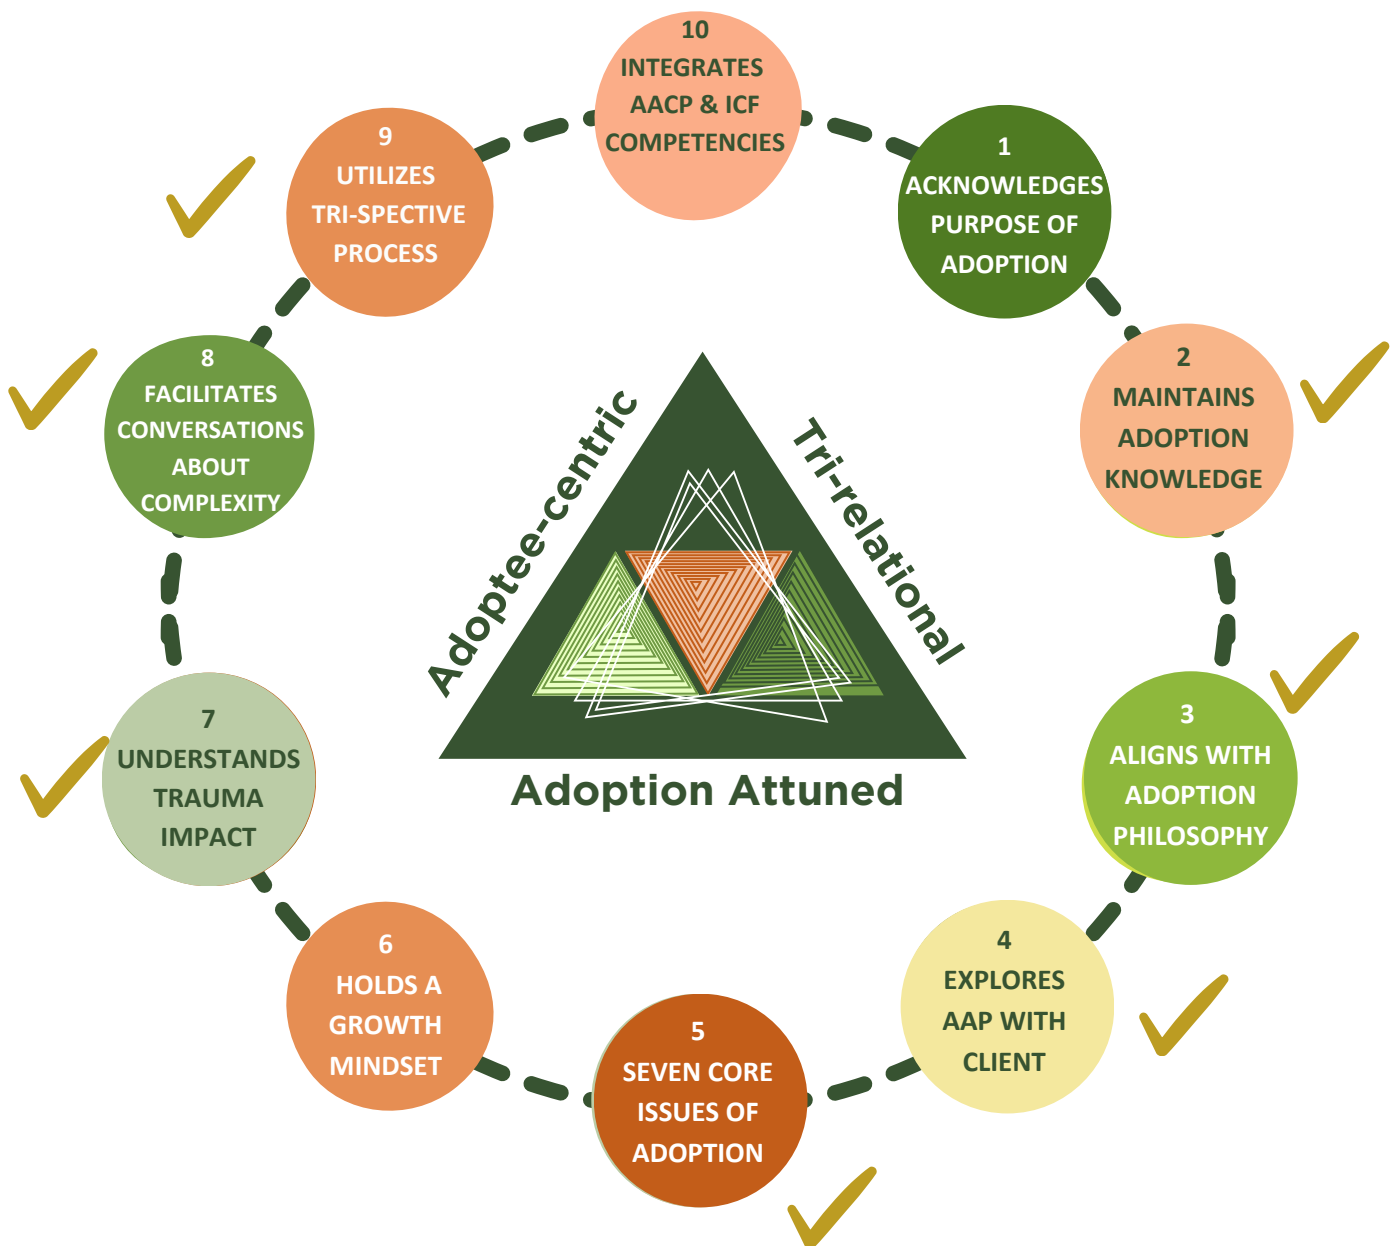 10
INTEGRATES
AACP & ICF
COMPETENCIES
1
ACKNOWLEDGES
PURPOSE OF
ADOPTION
2
MAINTAINS
ADOPTION
KNOWLEDGE
3
ALIGNS WITH
ADOPTION
PHILOSOPHY
4
EXPLORES
AAP WITH
CLIENT
5
SEVEN CORE
ISSUES OF
ADOPTION
6
HOLDS A
GROWTH
MINDSET
7
UNDERSTANDS
TRAUMA
IMPACT
8
FACILITATES
CONVERSATIONS
ABOUT
COMPLEXITY
9
UTILIZES
TRI-SPECTIVE
PROCESS
Adoptee-centric
Tri-relational
Adoption Attuned